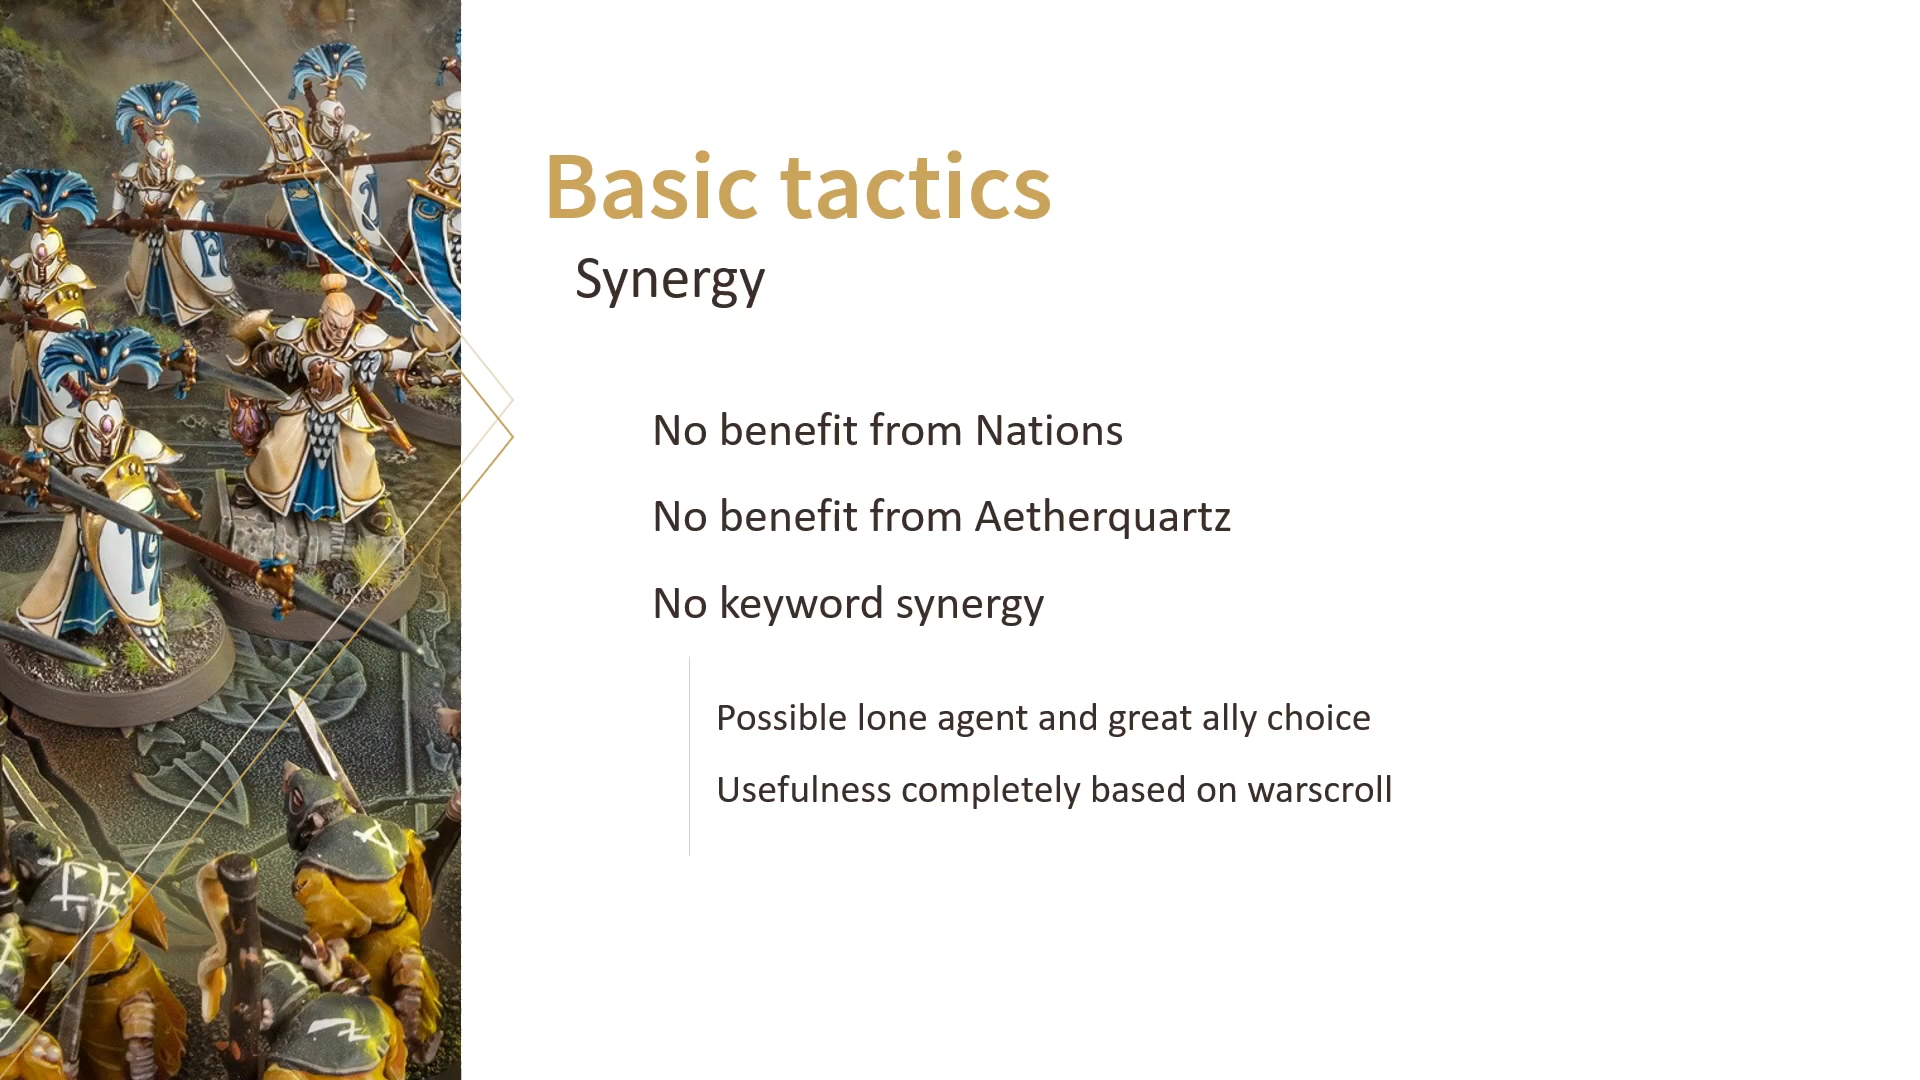 Basic tactics
Synergy
No benefit from Nations
No benefit from Aetherquartz
No keyword synergy
Possible lone agent and great ally choice
Usefulness completely based on warscroll